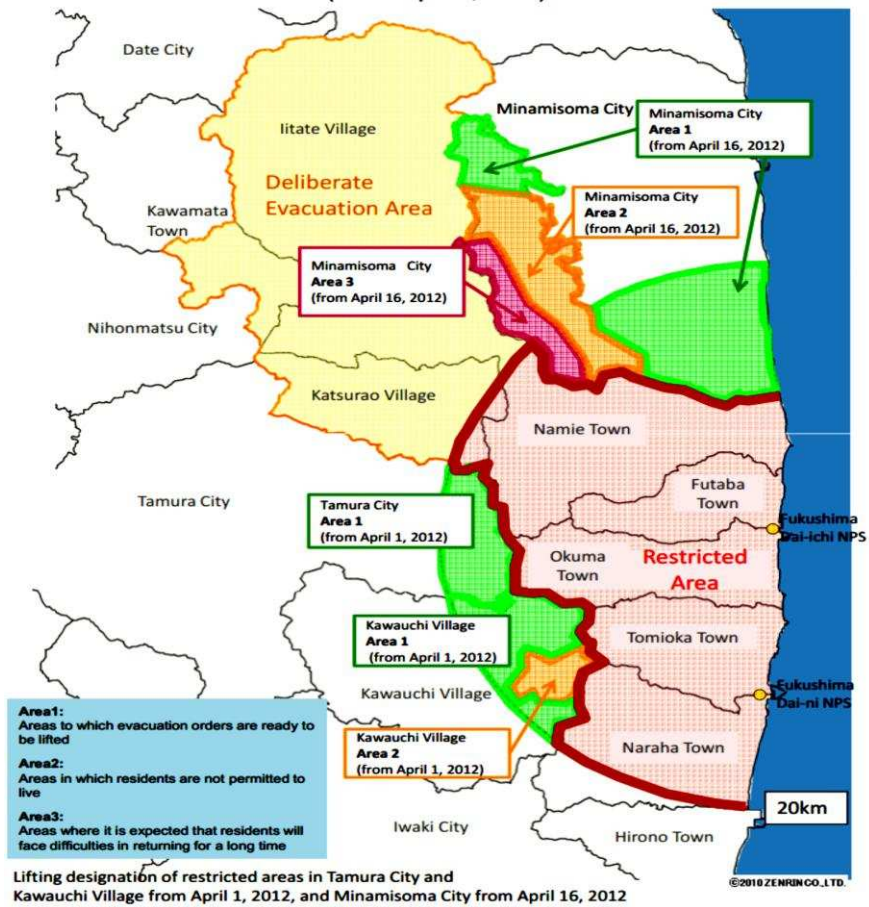 Date City
Iitate Village
Minamisoma City
Minamisoma City
Area 1
(from April 16, 2012)
Deliberate
Evacuation Area
Minamisoma City
Area 2
(from April 16, 2012)
Kawamata
Town
Minamisoma City
Area 3
(from April 16, 2012)
Nihonmatsu City
Katsurao Village
Namie Town
Futaba
Town
Tamura City
Tamura City
Area 1
(from April 1, 2012)
Fukushima
Dai-ichi NPS
Okuma
Town
Restricted
Area
Kawauchi Village
Area 1
(from April 1, 2012)
Tomioka Town
Kawauchi Village
Fukushima
Dai-ni NPS
Kawauchi Village
Area 2
(from April 1, 2012)
Naraha Town
Area1:
Areas to which evacuation orders are ready to
be lifted
Area2:
Areas in which residents are not permitted to
live
Area3:
Areas where it is expected that residents will
face difficulties in returning for a long time
20km
Iwaki City
Hirono Town
©2010 ZENRIN CO., LTD.
Lifting designation of restricted areas in Tamura City and
Kawauchi Village from April 1, 2012, and Minamisoma City from April 16, 2012